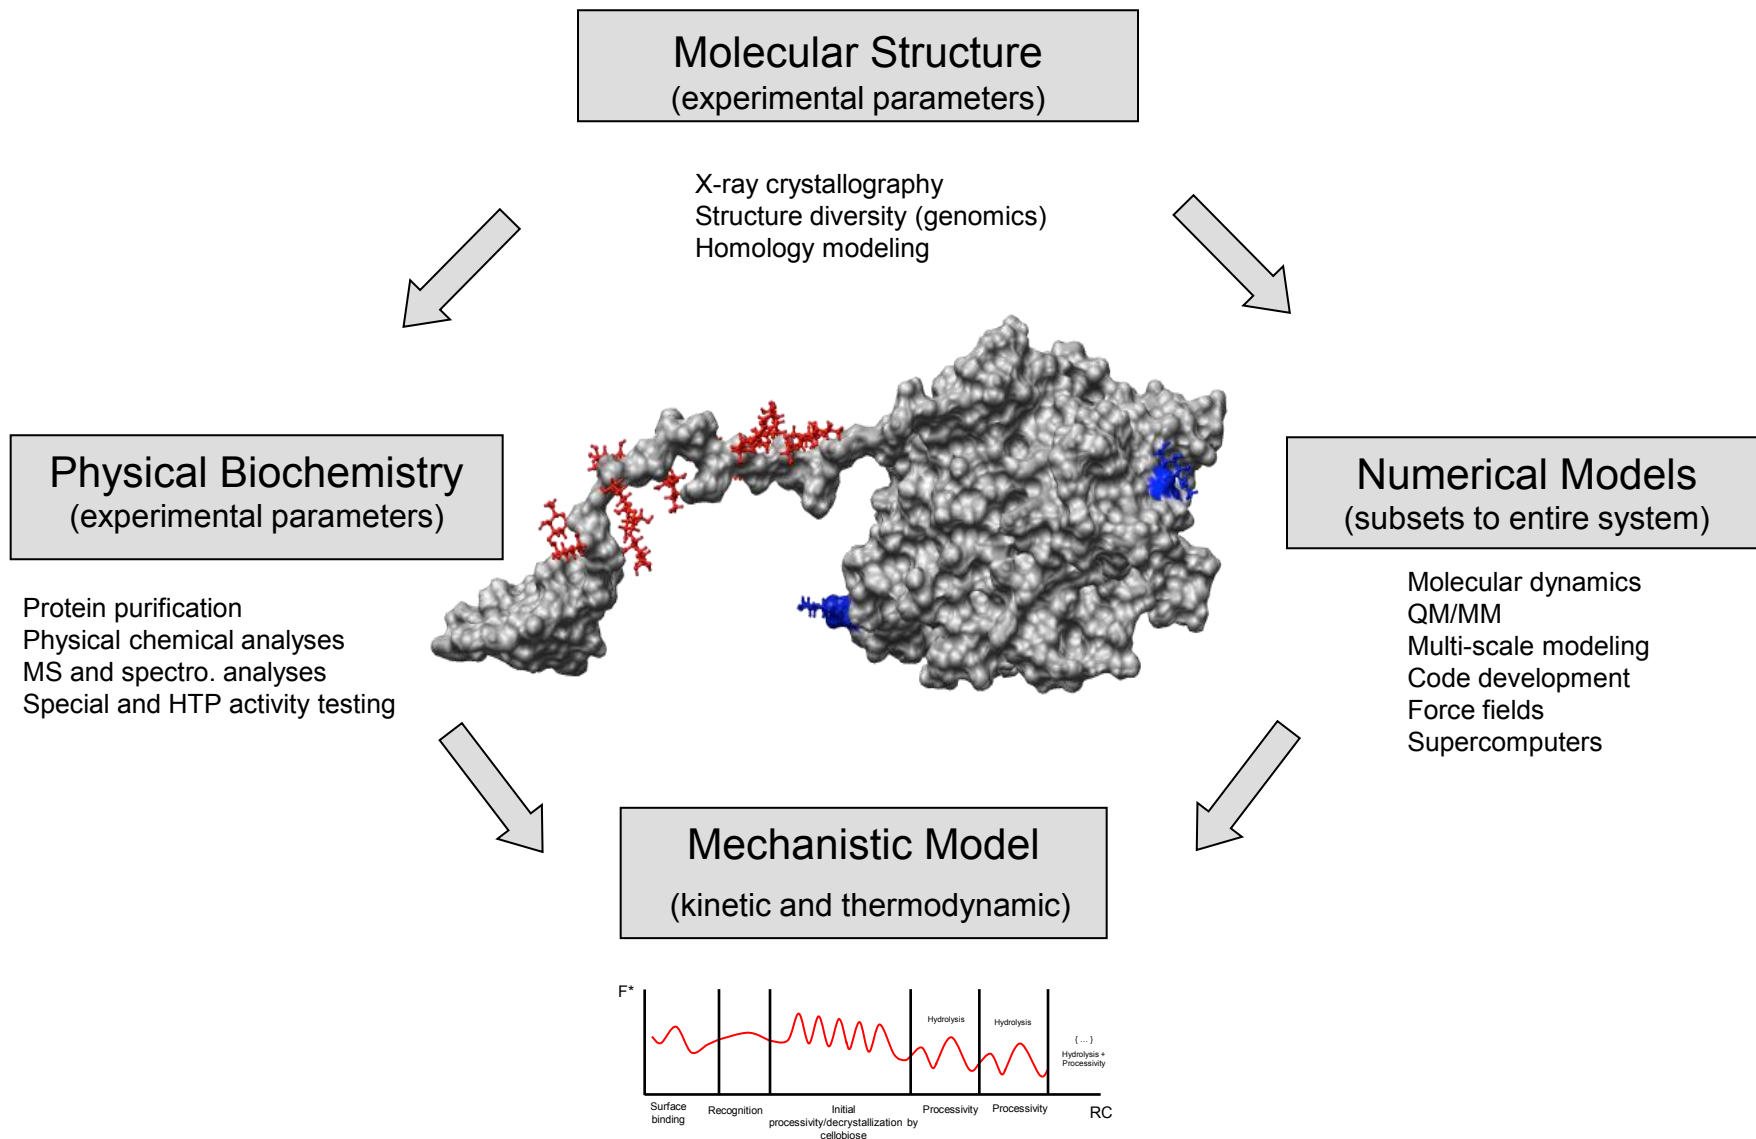 Molecular Structure
(experimental parameters)
X-ray crystallography
Structure diversity (genomics)
Homology modeling
Physical Biochemistry
(experimental parameters)
Protein purification
Physical chemical analyses
MS and spectro. analyses
Special and HTP activity testing
Numerical Models
(subsets to entire system)
Molecular dynamics
QM/MM
Multi-scale modeling
Code development
Force fields
Supercomputers
Mechanistic Model
(kinetic and thermodynamic)
F*
Hydrolysis
Hydrolysis
{ ... }
Hydrolysis +
Processivity
Surface
binding
Recognition
Initial
processivity/decrystallization by
cellobiose
Processivity
Processivity
RC